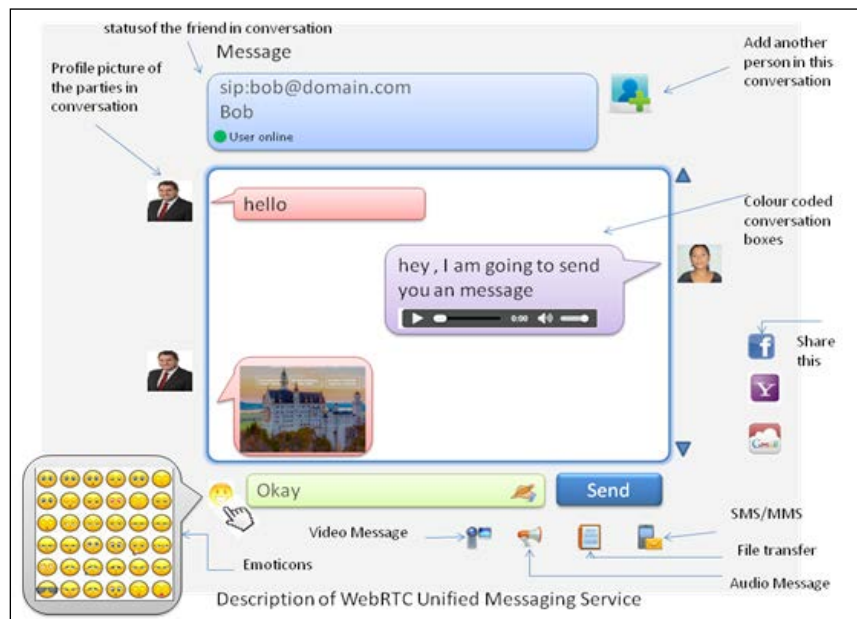 statusof the friend in conversation
Message
Profile picture of
the parties in
conversation
sip:bob@domain.com
Bob
User online
Add another
person in this
conversation
hello
Colour coded
conversation
boxes
hey , I am going to send
you an message
0:00
f
Share
this
Y
Gmail
Okay
Send
Video Message
SMS/MMS
File transfer
Emoticons
Audio Message
Description of WebRTC Unified Messaging Service